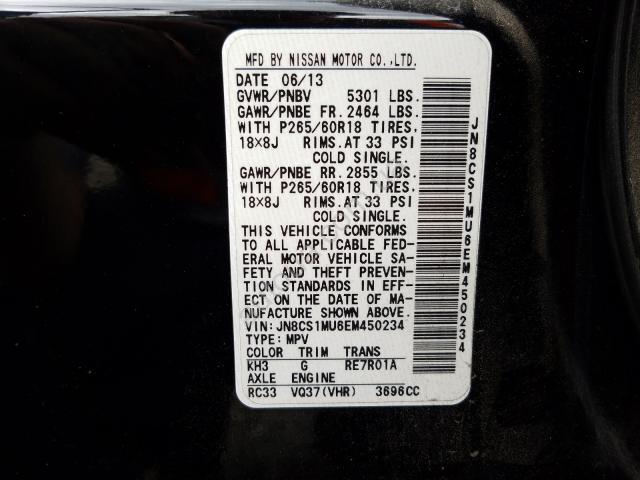 MFD BY NISSAN MOTOR CO.,LTD.
DATE 06/13
GVWR/PNBV 5301 LBS.
GAWR/PNBE FR. 2464 LBS.
WITH P265/60R18 TIRES,
18×8J RIMS.AT 33 PSI
COLD SINGLE.
GAWR/PNBE RR. 2855 LBS.
WITH P265/60R18 TIRES,
18×8J RIMS.AT 33 PSI
COLD SINGLE.
THIS VEHICLE CONFORMS
TO ALL APPLICABLE FED-
ERAL MOTOR VEHICLE SA-
FETY AND THEFT PREVEN-
TION STANDARDS IN EFF-
ECT ON THE DATE OF MA-
NUFACTURE SHOWN ABOVE.
VIN:JN8CS1MU6EM450234
TYPE:MPV
COLOR TRIM TRANS
KH3 G RE7R01A
AXLE ENGINE
RC33 VQ37(VHR) 3696CC
JN8CS1MU6EM450234